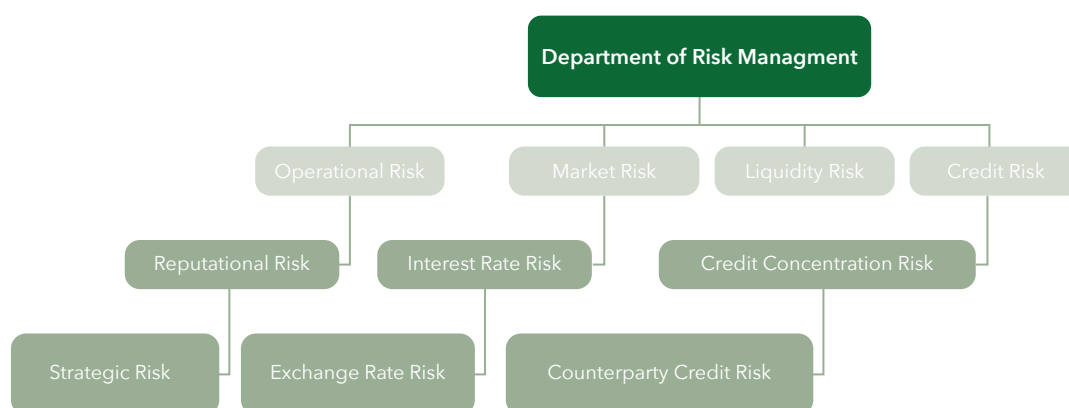 Department of Risk Managment
Operational Risk
Market Risk
Liquidity Risk
Credit Risk
Reputational Risk
Interest Rate Risk
Credit Concentration Risk
Strategic Risk
Exchange Rate Risk
Counterparty Credit Risk